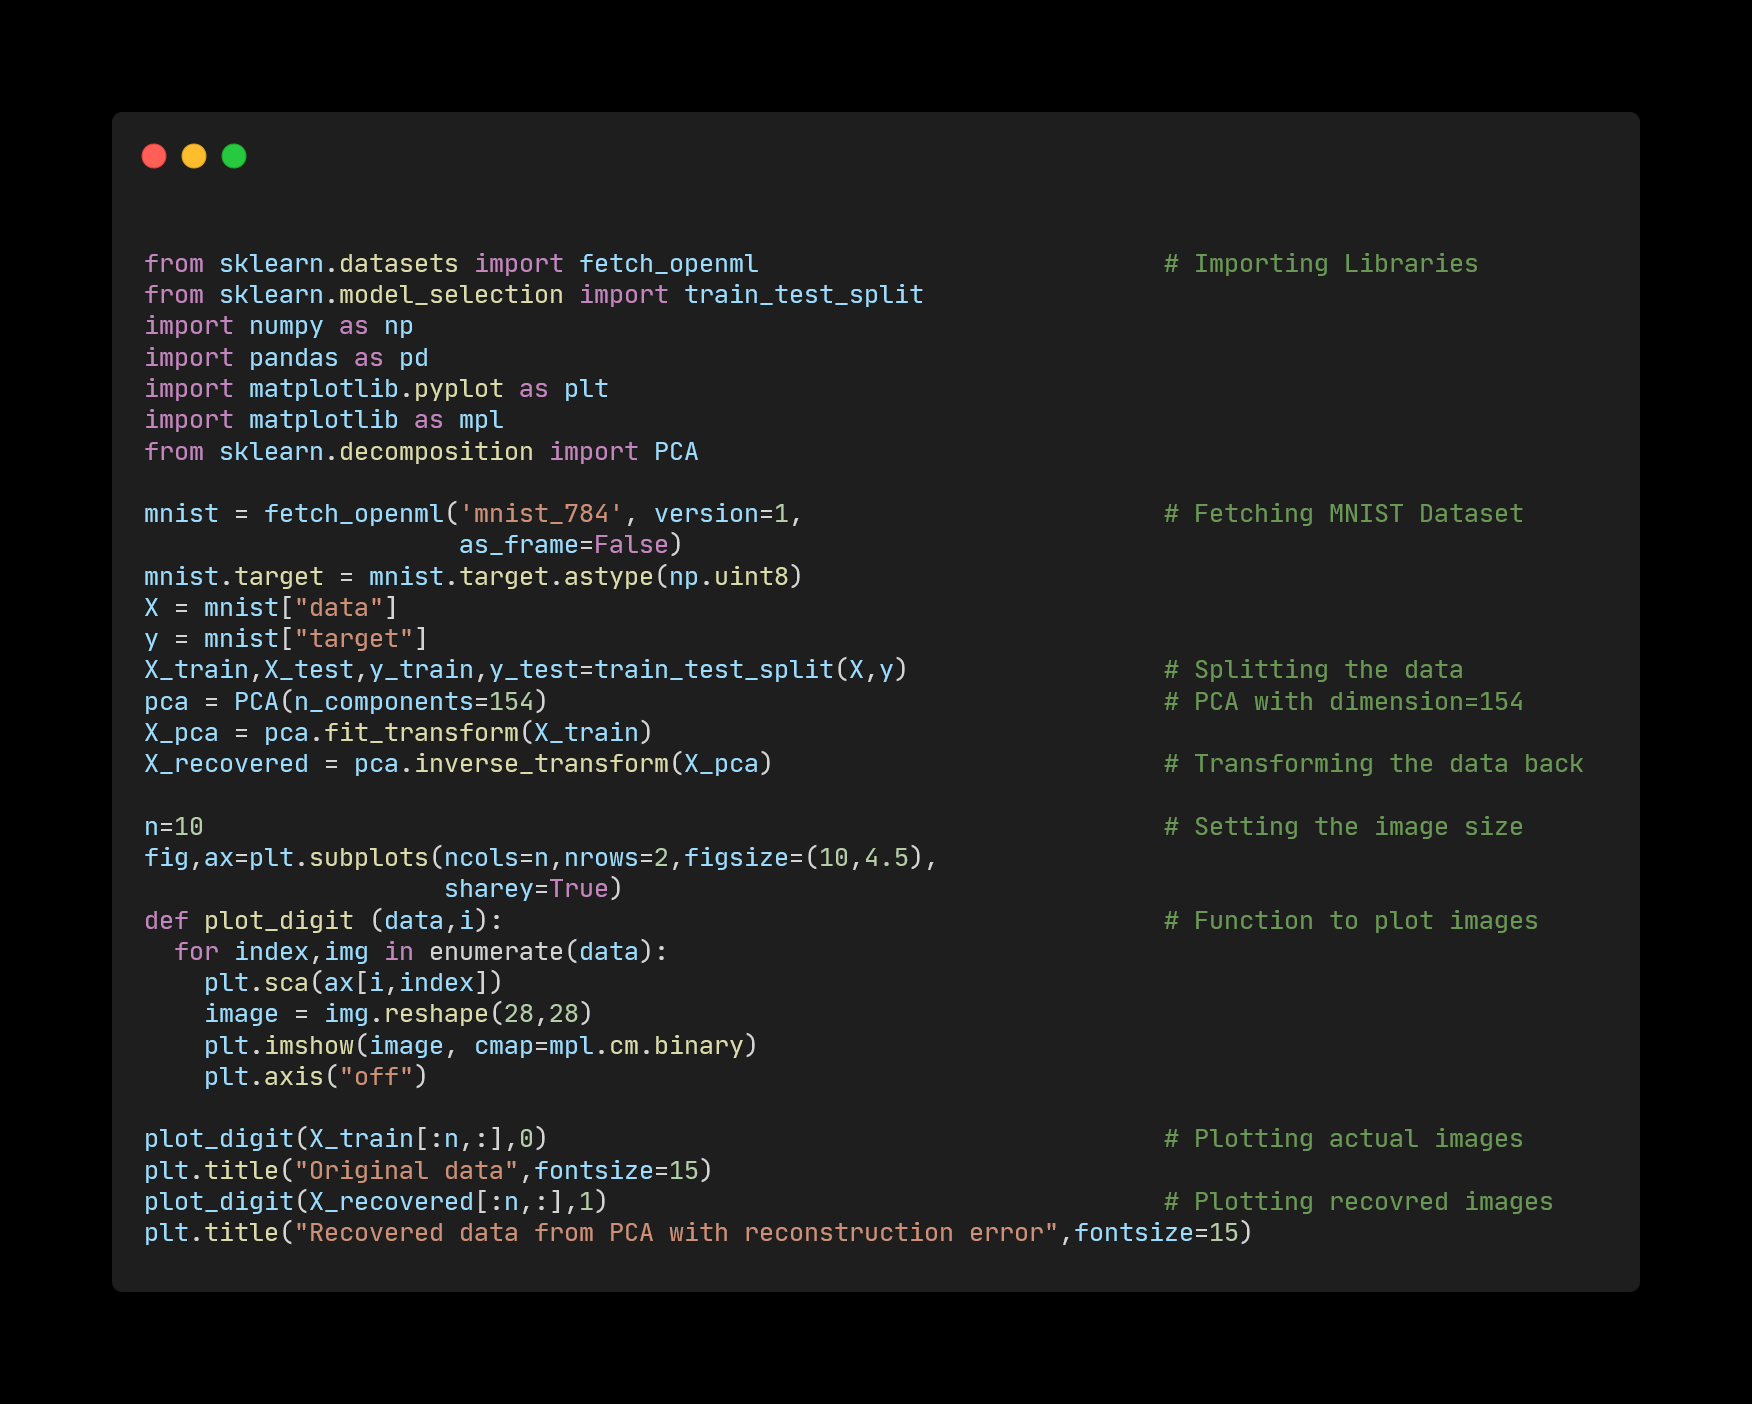 from sklearn.datasets import fetch_openml                           # Importing Libraries
from sklearn.model_selection import train_test_split
import numpy as np
import pandas as pd
import matplotlib.pyplot as plt
import matplotlib as mpl
from sklearn.decomposition import PCA

mnist = fetch_openml('mnist_784', version=1,                        # Fetching MNIST Dataset
                     as_frame=False)
mnist.target = mnist.target.astype(np.uint8)
X = mnist["data"]
y = mnist["target"]
X_train,X_test,y_train,y_test=train_test_split(X,y)                 # Splitting the data
pca = PCA(n_components=154)                                         # PCA with dimension=154
X_pca = pca.fit_transform(X_train)
X_recovered = pca.inverse_transform(X_pca)                          # Transforming the data back

n=10                                                                # Setting the image size
fig,ax=plt.subplots(ncols=n,nrows=2,figsize=(10,4.5),
                    sharey=True)
def plot_digit (data,i):                                            # Function to plot images
  for index,img in enumerate(data):
    plt.sca(ax[i,index])
    image = img.reshape(28,28)
    plt.imshow(image, cmap=mpl.cm.binary)
    plt.axis("off")

plot_digit(X_train[:n,:],0)                                         # Plotting actual images
plt.title("Original data",fontsize=15)
plot_digit(X_recovered[:n,:],1)                                     # Plotting recovred images
plt.title("Recovered data from PCA with reconstruction error",fontsize=15)